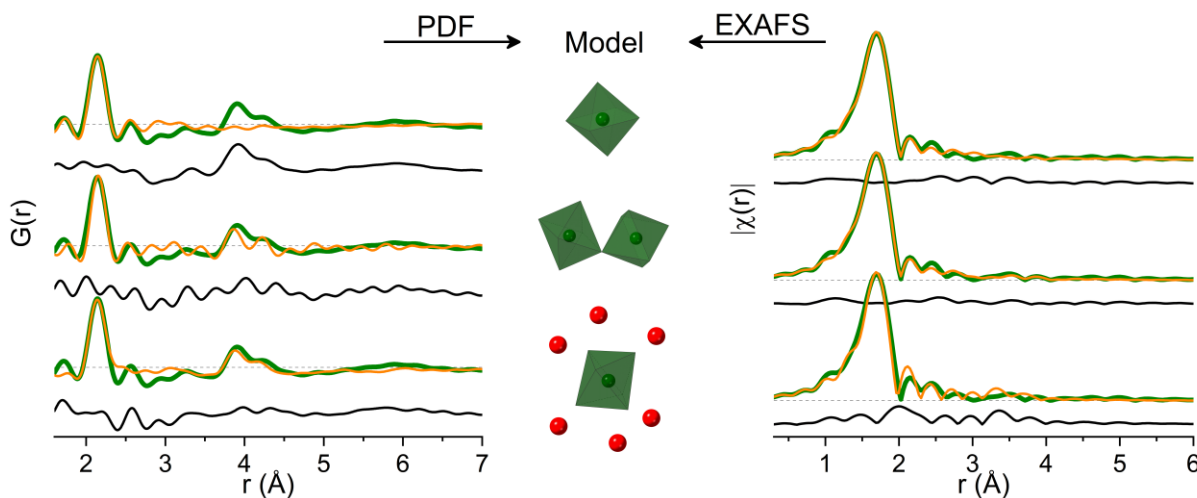 PDF
Model
EXAFS
G(r)
|χ(r)|
2 3 4 5 6 7
r (Å)
1 2 3 4 5 6
r (Å)